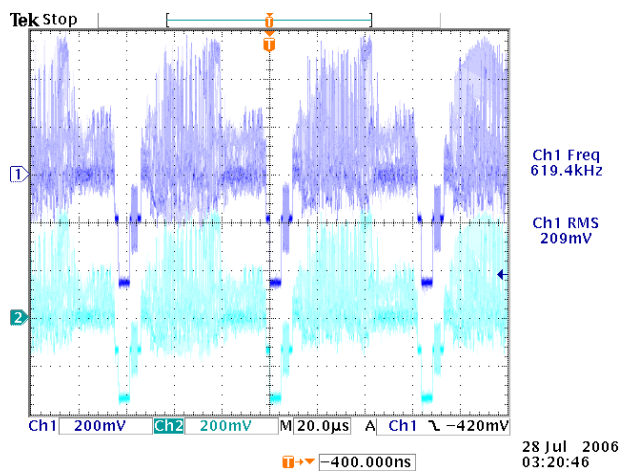 Tek Stop
T
T
1
Ch1 Freq
619.4kHz
Ch1 RMS
209mV
2
Ch1 200mV Ch2 200mV M 20.0µs A Ch1 -420mV
T -400.000ns
28 Jul 2006
03:20:46